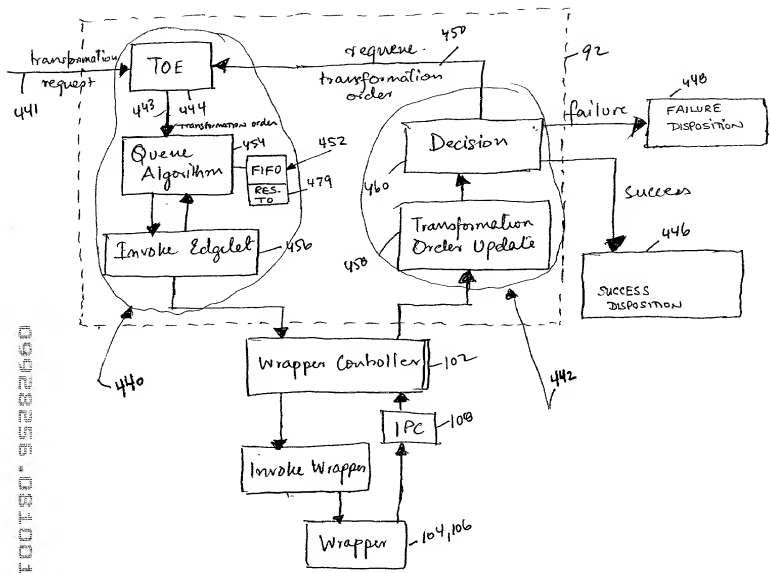 transformation
request
441
TOE
443
444
transformation order
requeue.
transformation
order
450
92
failure
448
FAILURE
DISPOSITION
Queue
Algorithm
454
FIFO
RES.
TO
452
479
Decision
460
success
446
SUCCESS
DISPOSITION
Invoke Edgelet
456
Transformation
Order Update
458
440
442
Wrapper Controller
102
IPC
108
Invoke Wrapper
Wrapper
104,106
09928256.081001